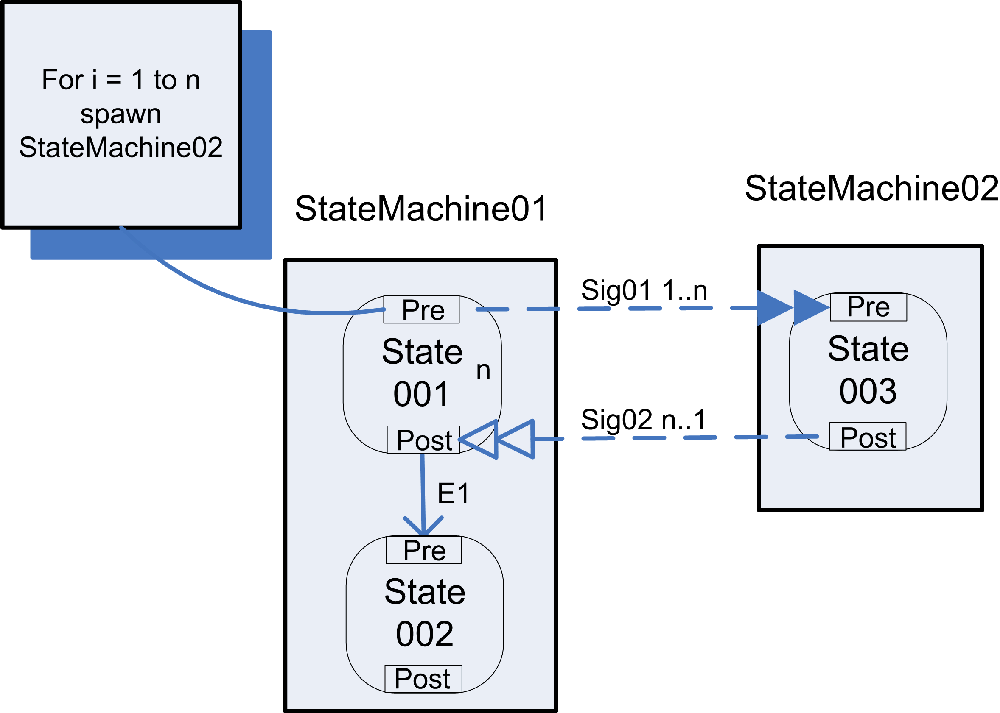 For i = 1 to n
spawn
StateMachine02
StateMachine01
StateMachine02
Pre
State
001
n
Post
E1
Pre
State
002
Post
Sig01 1..n
Sig02 n..1
Pre
State
003
Post